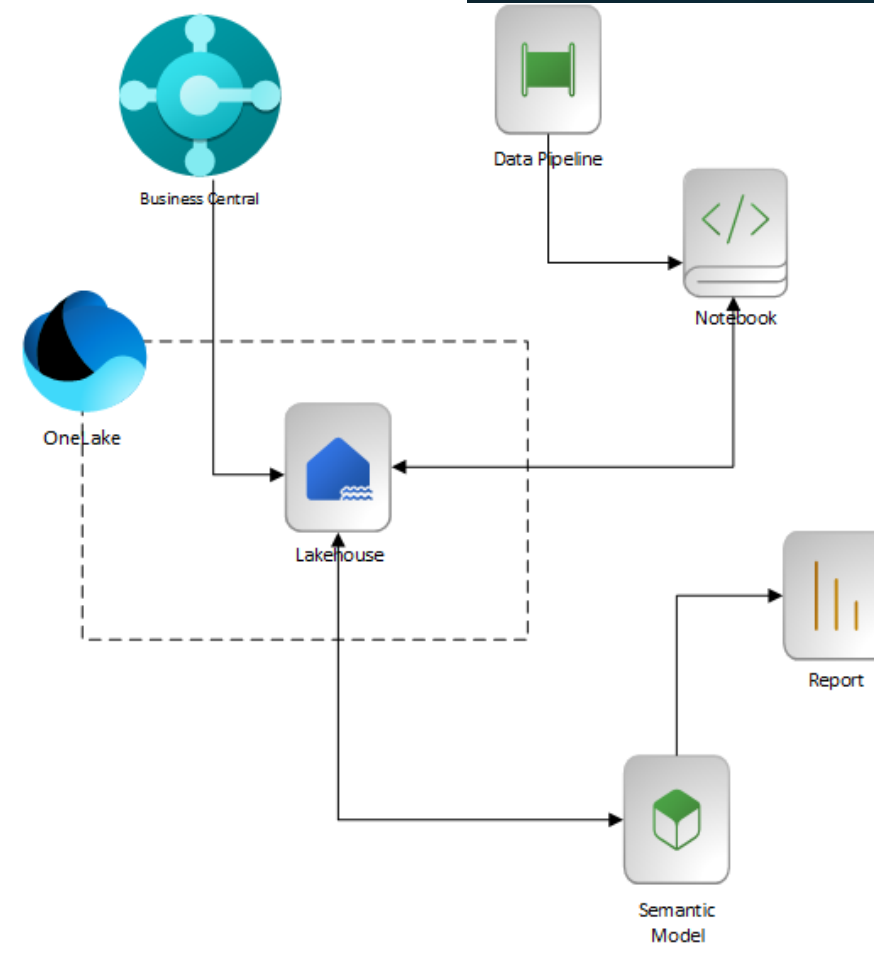 Data Pipeline
Business Central
Notebook
OneLake
Lakehouse
Report
Semantic
Model